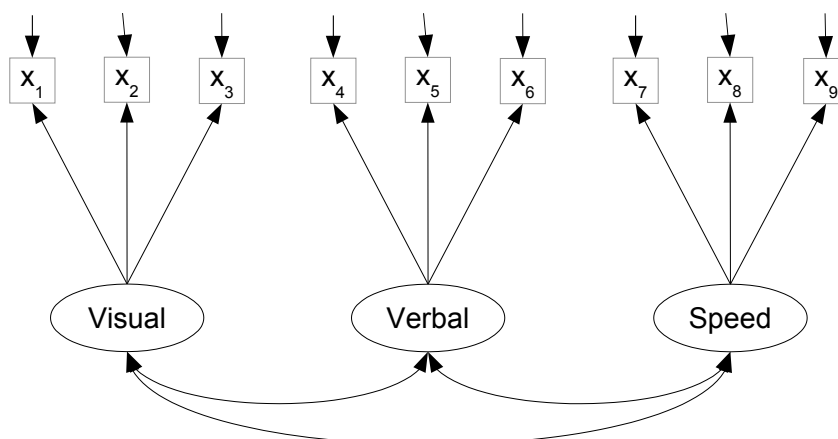 x₁ x₂ x₃ x₄ x₅ x₆ x₇ x₈ x₉
Visual Verbal Speed